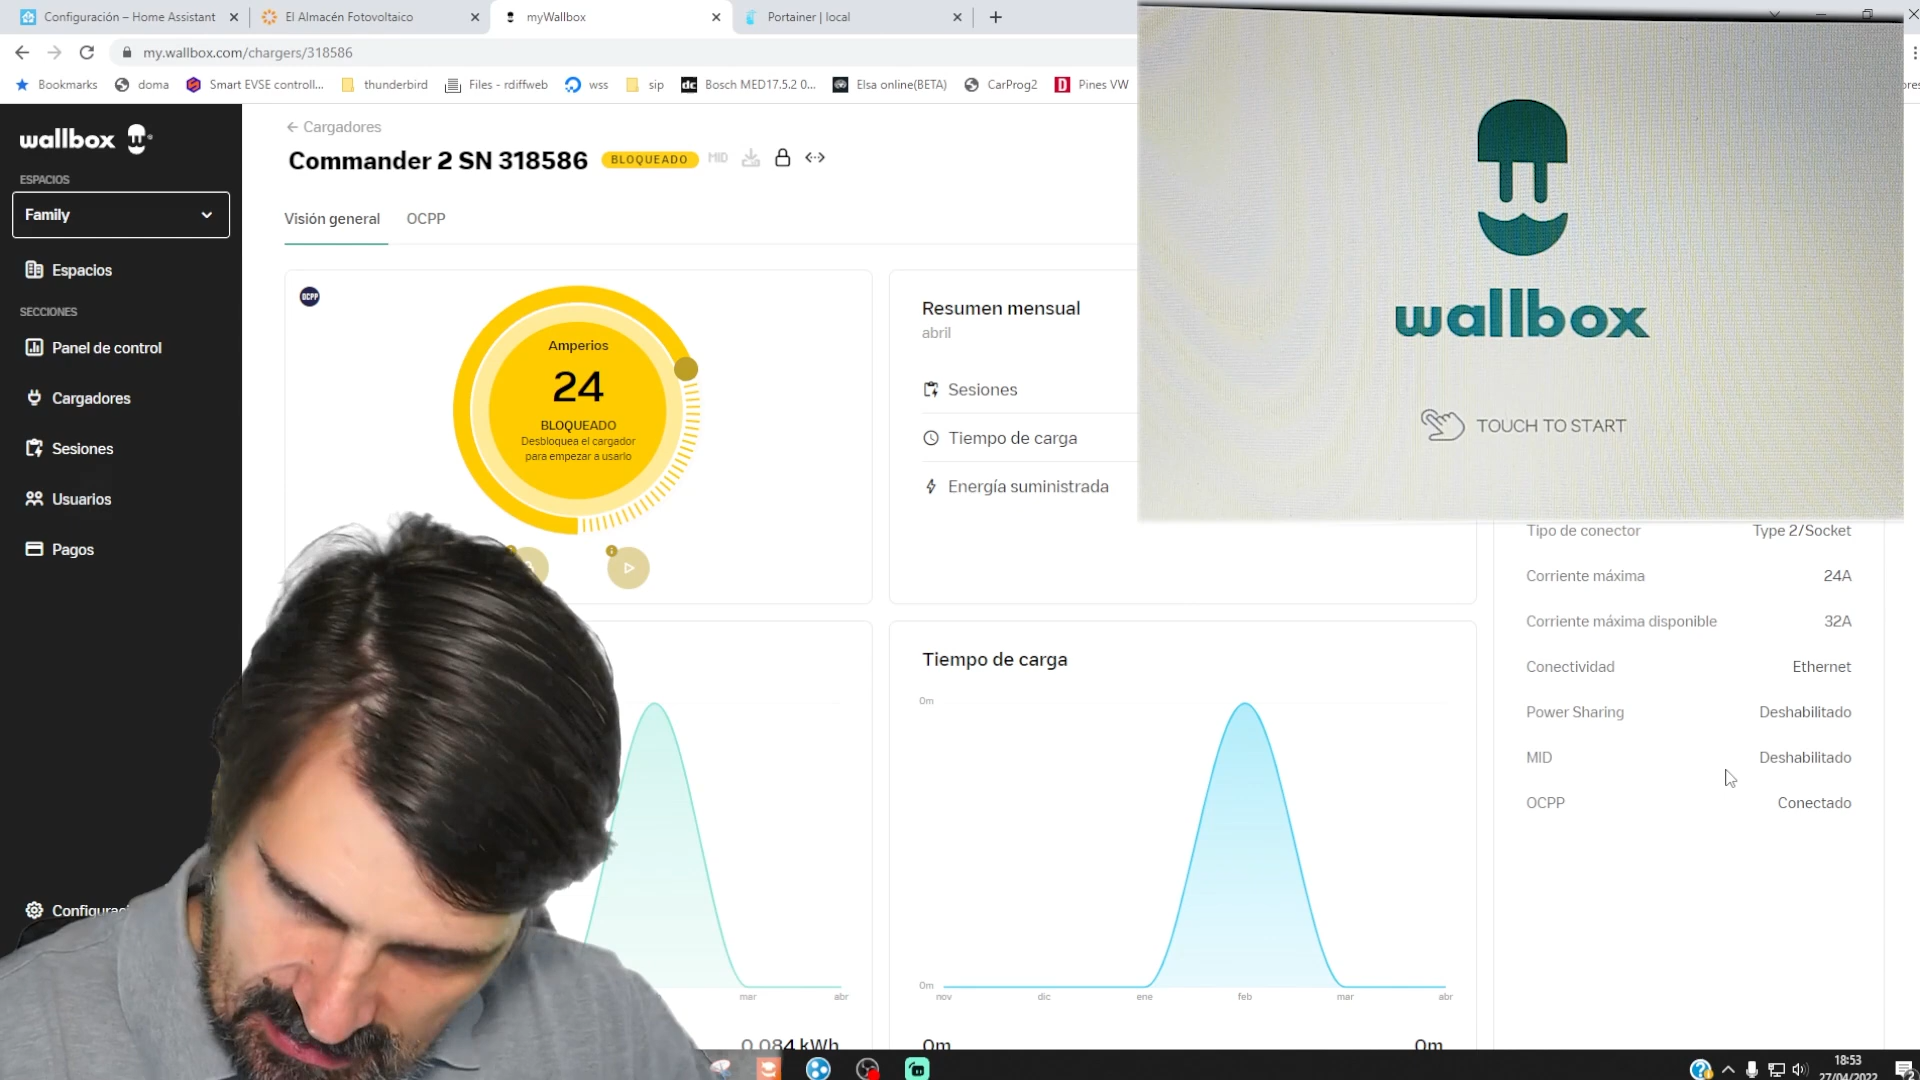 Configuración – Home Assistant
El Almacén Fotovoltaico
myWallbox
Portainer | local
my.wallbox.com/chargers/318586
Bookmarks
doma
Smart EVSE controll...
thunderbird
Files - rdiffweb
wss
sip
Bosch MED17.5.2 0...
Elsa online(BETA)
CarProg2
Pines VW
wallbox
ESPACIOS
Family
Espacios
SECCIONES
Panel de control
Cargadores
Sesiones
Usuarios
Pagos
Cargadores
Commander 2 SN 318586
BLOQUEADO
MID
Visión general
OCPP
OCPP
Amperios
24
BLOQUEADO
Desbloquea el cargador
para empezar a usarlo
Resumen mensual
abril
Sesiones
Tiempo de carga
Energía suministrada
wallbox
TOUCH TO START
Tipo de conector Type 2/Socket
Corriente máxima 24A
Corriente máxima disponible 32A
Conectividad Ethernet
Power Sharing Deshabilitado
MID Deshabilitado
OCPP Conectado
mar abr
0.084 kWh
Tiempo de carga
0m
0m
nov dic ene feb mar abr
0m 0m
18:53
27/04/2022